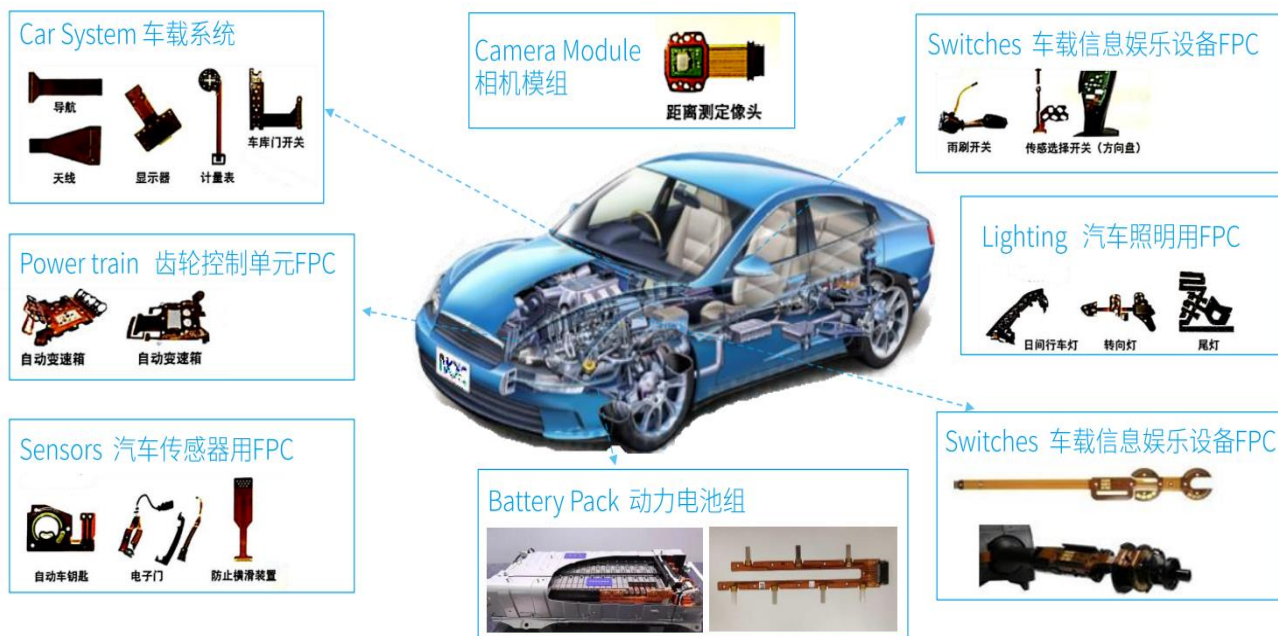 Car System 车载系统
导航
天线
显示器
计量表
车库门开关
Camera Module
相机模组
距离测定像头
Switches 车载信息娱乐设备FPC
雨刷开关
传感选择开关（方向盘）
Power train 齿轮控制单元FPC
自动变速箱
自动变速箱
Lighting 汽车照明用FPC
日间行车灯
转向灯
尾灯
Sensors 汽车传感器用FPC
自动车钥匙
电子门
防止横滑装置
Battery Pack 动力电池组
Switches 车载信息娱乐设备FPC